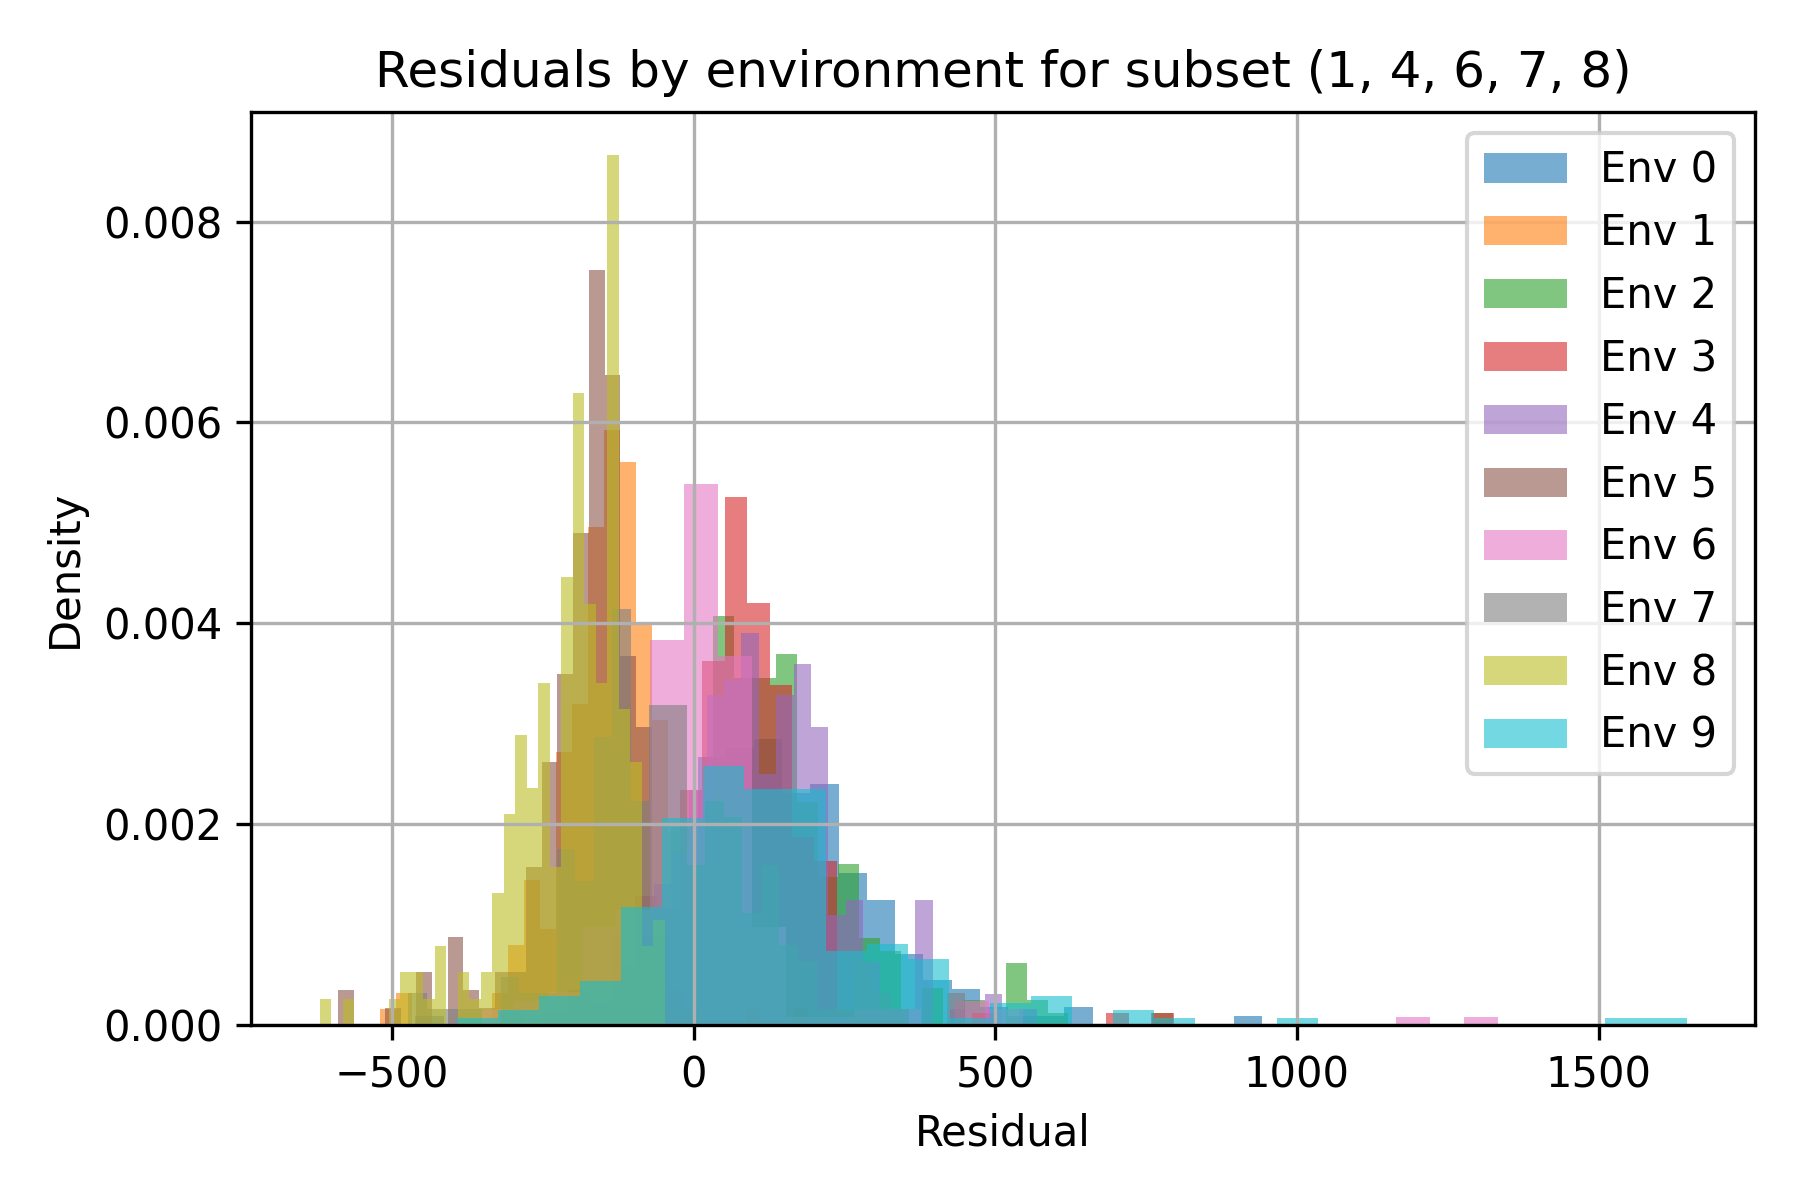 Residuals by environment for subset (1, 4, 6, 7, 8)
Density
0.008
0.006
0.004
0.002
0.000
−500
0
500
1000
1500
Residual
Env 0
Env 1
Env 2
Env 3
Env 4
Env 5
Env 6
Env 7
Env 8
Env 9